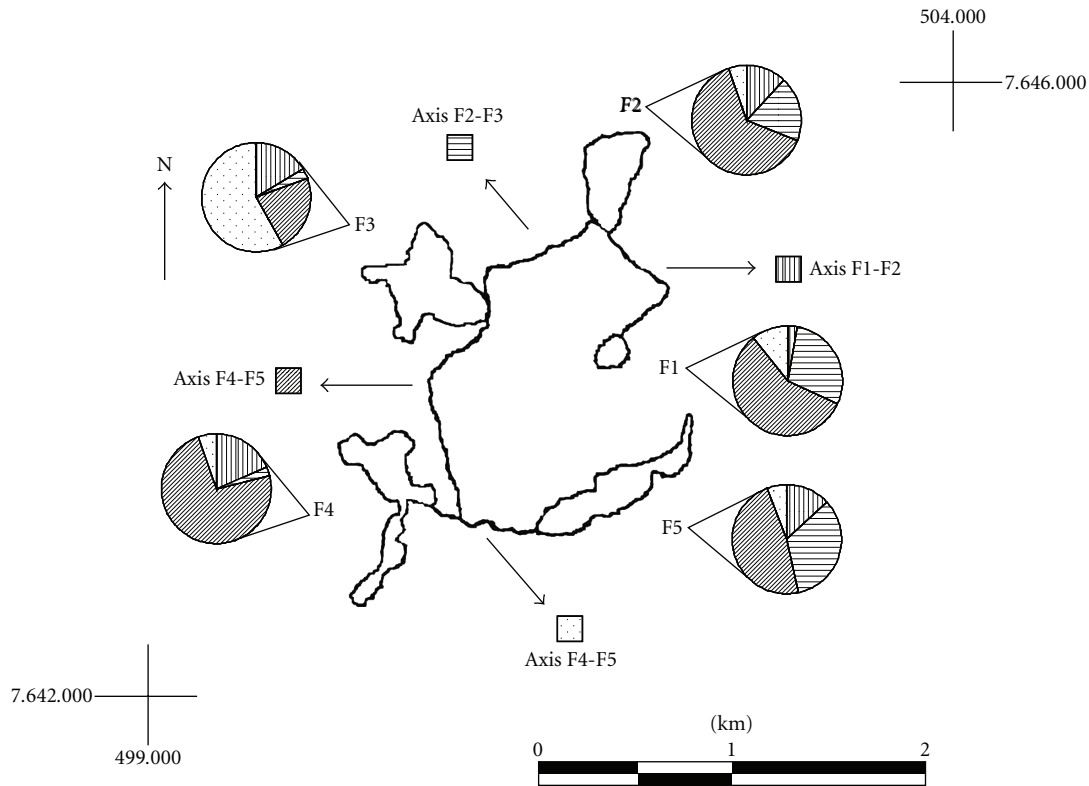 504.000
7.646.000
F2
Axis F2-F3
N
F3
Axis F1-F2
F1
Axis F4-F5
F4
F5
Axis F4-F5
7.642.000
499.000
(km)
0 1 2